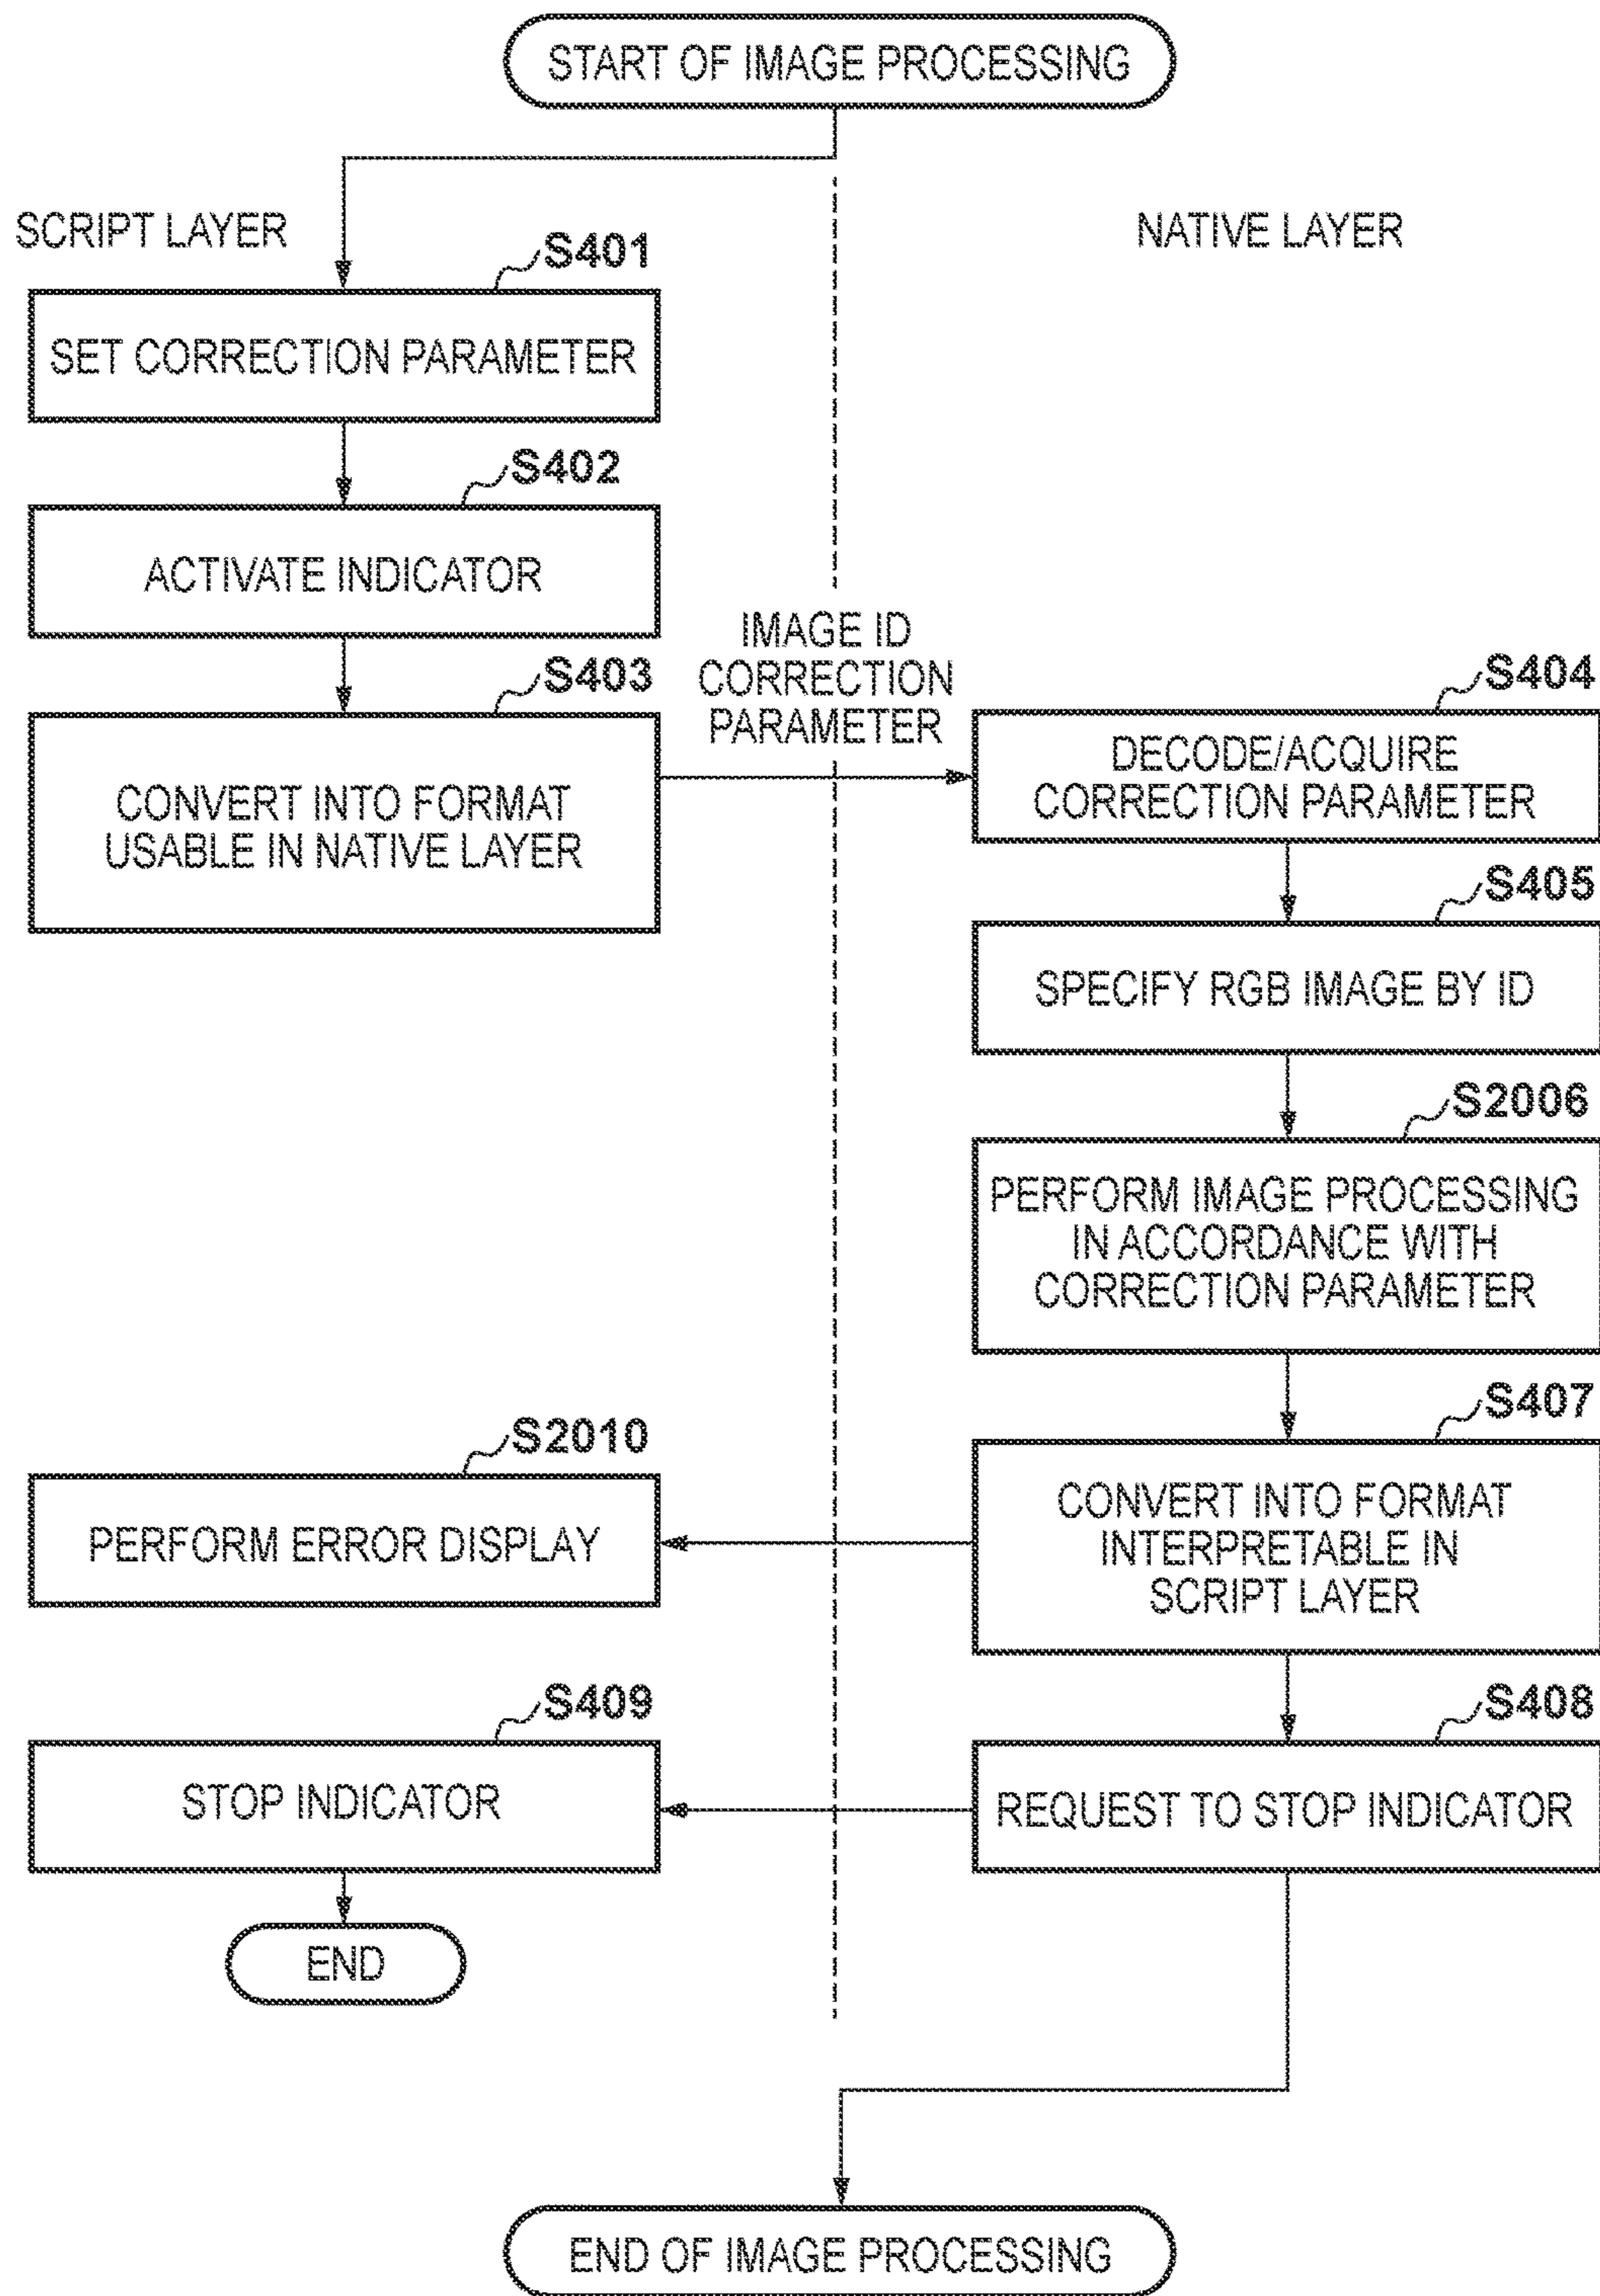 START OF IMAGE PROCESSING
SCRIPT LAYER
NATIVE LAYER
S401
SET CORRECTION PARAMETER
S402
ACTIVATE INDICATOR
S403
CONVERT INTO FORMAT
USABLE IN NATIVE LAYER
IMAGE ID
CORRECTION
PARAMETER
S404
DECODE/ACQUIRE
CORRECTION PARAMETER
S405
SPECIFY RGB IMAGE BY ID
S2006
PERFORM IMAGE PROCESSING
IN ACCORDANCE WITH
CORRECTION PARAMETER
S407
CONVERT INTO FORMAT
INTERPRETABLE IN
SCRIPT LAYER
S2010
PERFORM ERROR DISPLAY
S408
REQUEST TO STOP INDICATOR
S409
STOP INDICATOR
END
END OF IMAGE PROCESSING